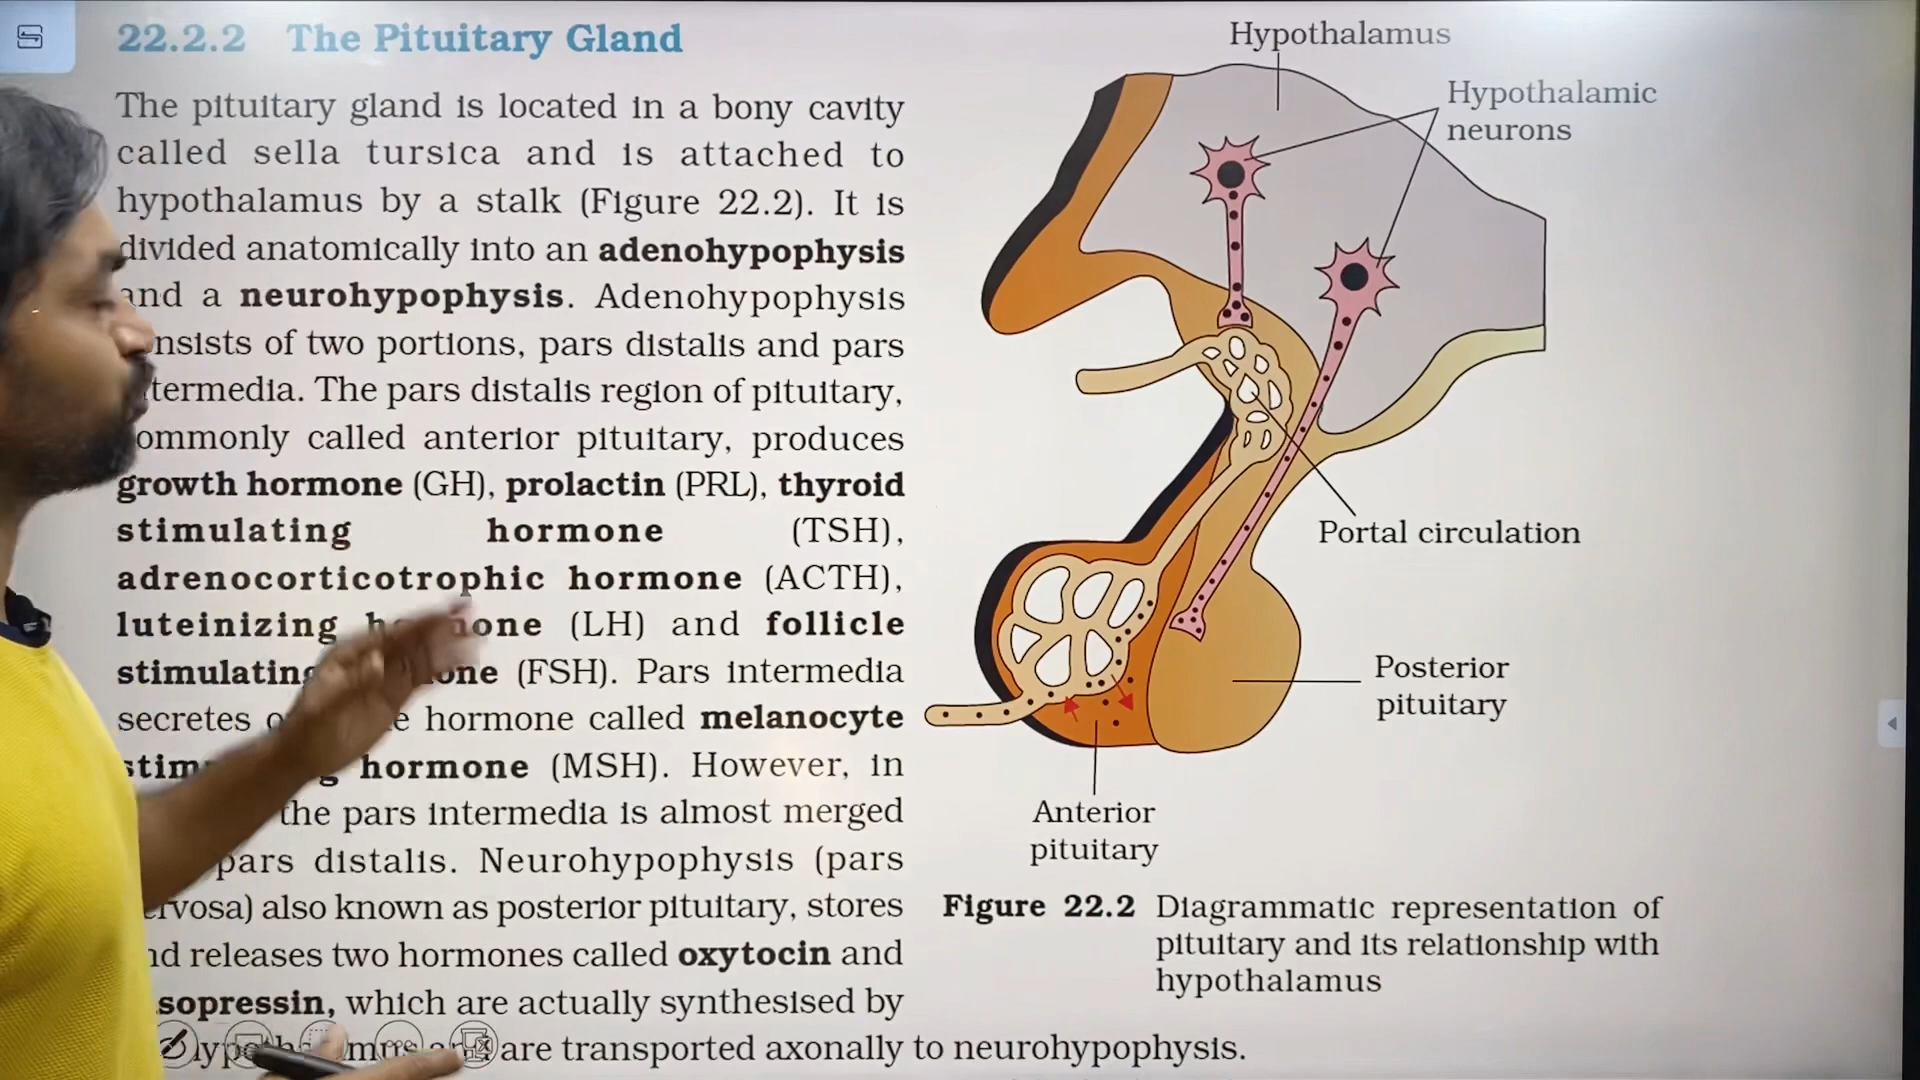 22.2.2 The Pituitary Gland
The pituitary gland is located in a bony cavity
called sella tursica and is attached to
hypothalamus by a stalk (Figure 22.2). It is
divided anatomically into an adenohypophysis
and a neurohypophysis. Adenohypophysis
of two portions, pars distalis and pars
The pars distalis region of pituitary,
commonly called anterior pituitary, produces
growth hormone (GH), prolactin (PRL), thyroid
stimulating hormone (TSH),
adrenocorticotrophic hormone (ACTH),
luteinizing hormone (LH) and follicle
stimulating (FSH). Pars intermedia
secretes hormone called melanocyte
hormone (MSH). However, in
the pars intermedia is almost merged
pars distalis. Neurohypophysis (pars
also known as posterior pituitary, stores
and releases two hormones called oxytocin and
which are actually synthesised by
are transported axonally to neurohypophysis.
Hypothalamus
Hypothalamic
neurons
Portal circulation
Posterior
pituitary
Anterior
pituitary
Figure 22.2 Diagrammatic representation of
pituitary and its relationship with
hypothalamus